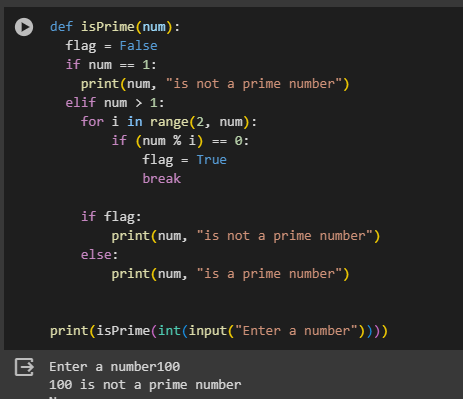 def isPrime(num):
  flag = False
  if num == 1:
    print(num, "is not a prime number")
  elif num > 1:
    for i in range(2, num):
        if (num % i) == 0:
            flag = True
            break
    if flag:
        print(num, "is not a prime number")
    else:
        print(num, "is a prime number")
print(isPrime(int(input("Enter a number"))))
Enter a number100
100 is not a prime number